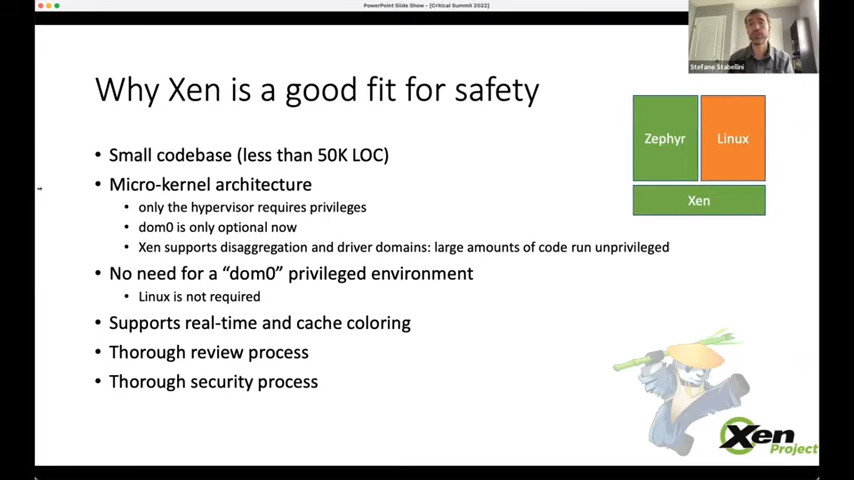 PowerPoint Slide Show - [Critical Summit 2022]
Stefano Stabellini
Why Xen is a good fit for safety
• Small codebase (less than 50K LOC)
• Micro-kernel architecture
• only the hypervisor requires privileges
• dom0 is only optional now
• Xen supports disaggregation and driver domains: large amounts of code run unprivileged
• No need for a “dom0” privileged environment
• Linux is not required
• Supports real-time and cache coloring
• Thorough review process
• Thorough security process
Zephyr
Linux
Xen
Xen
Project